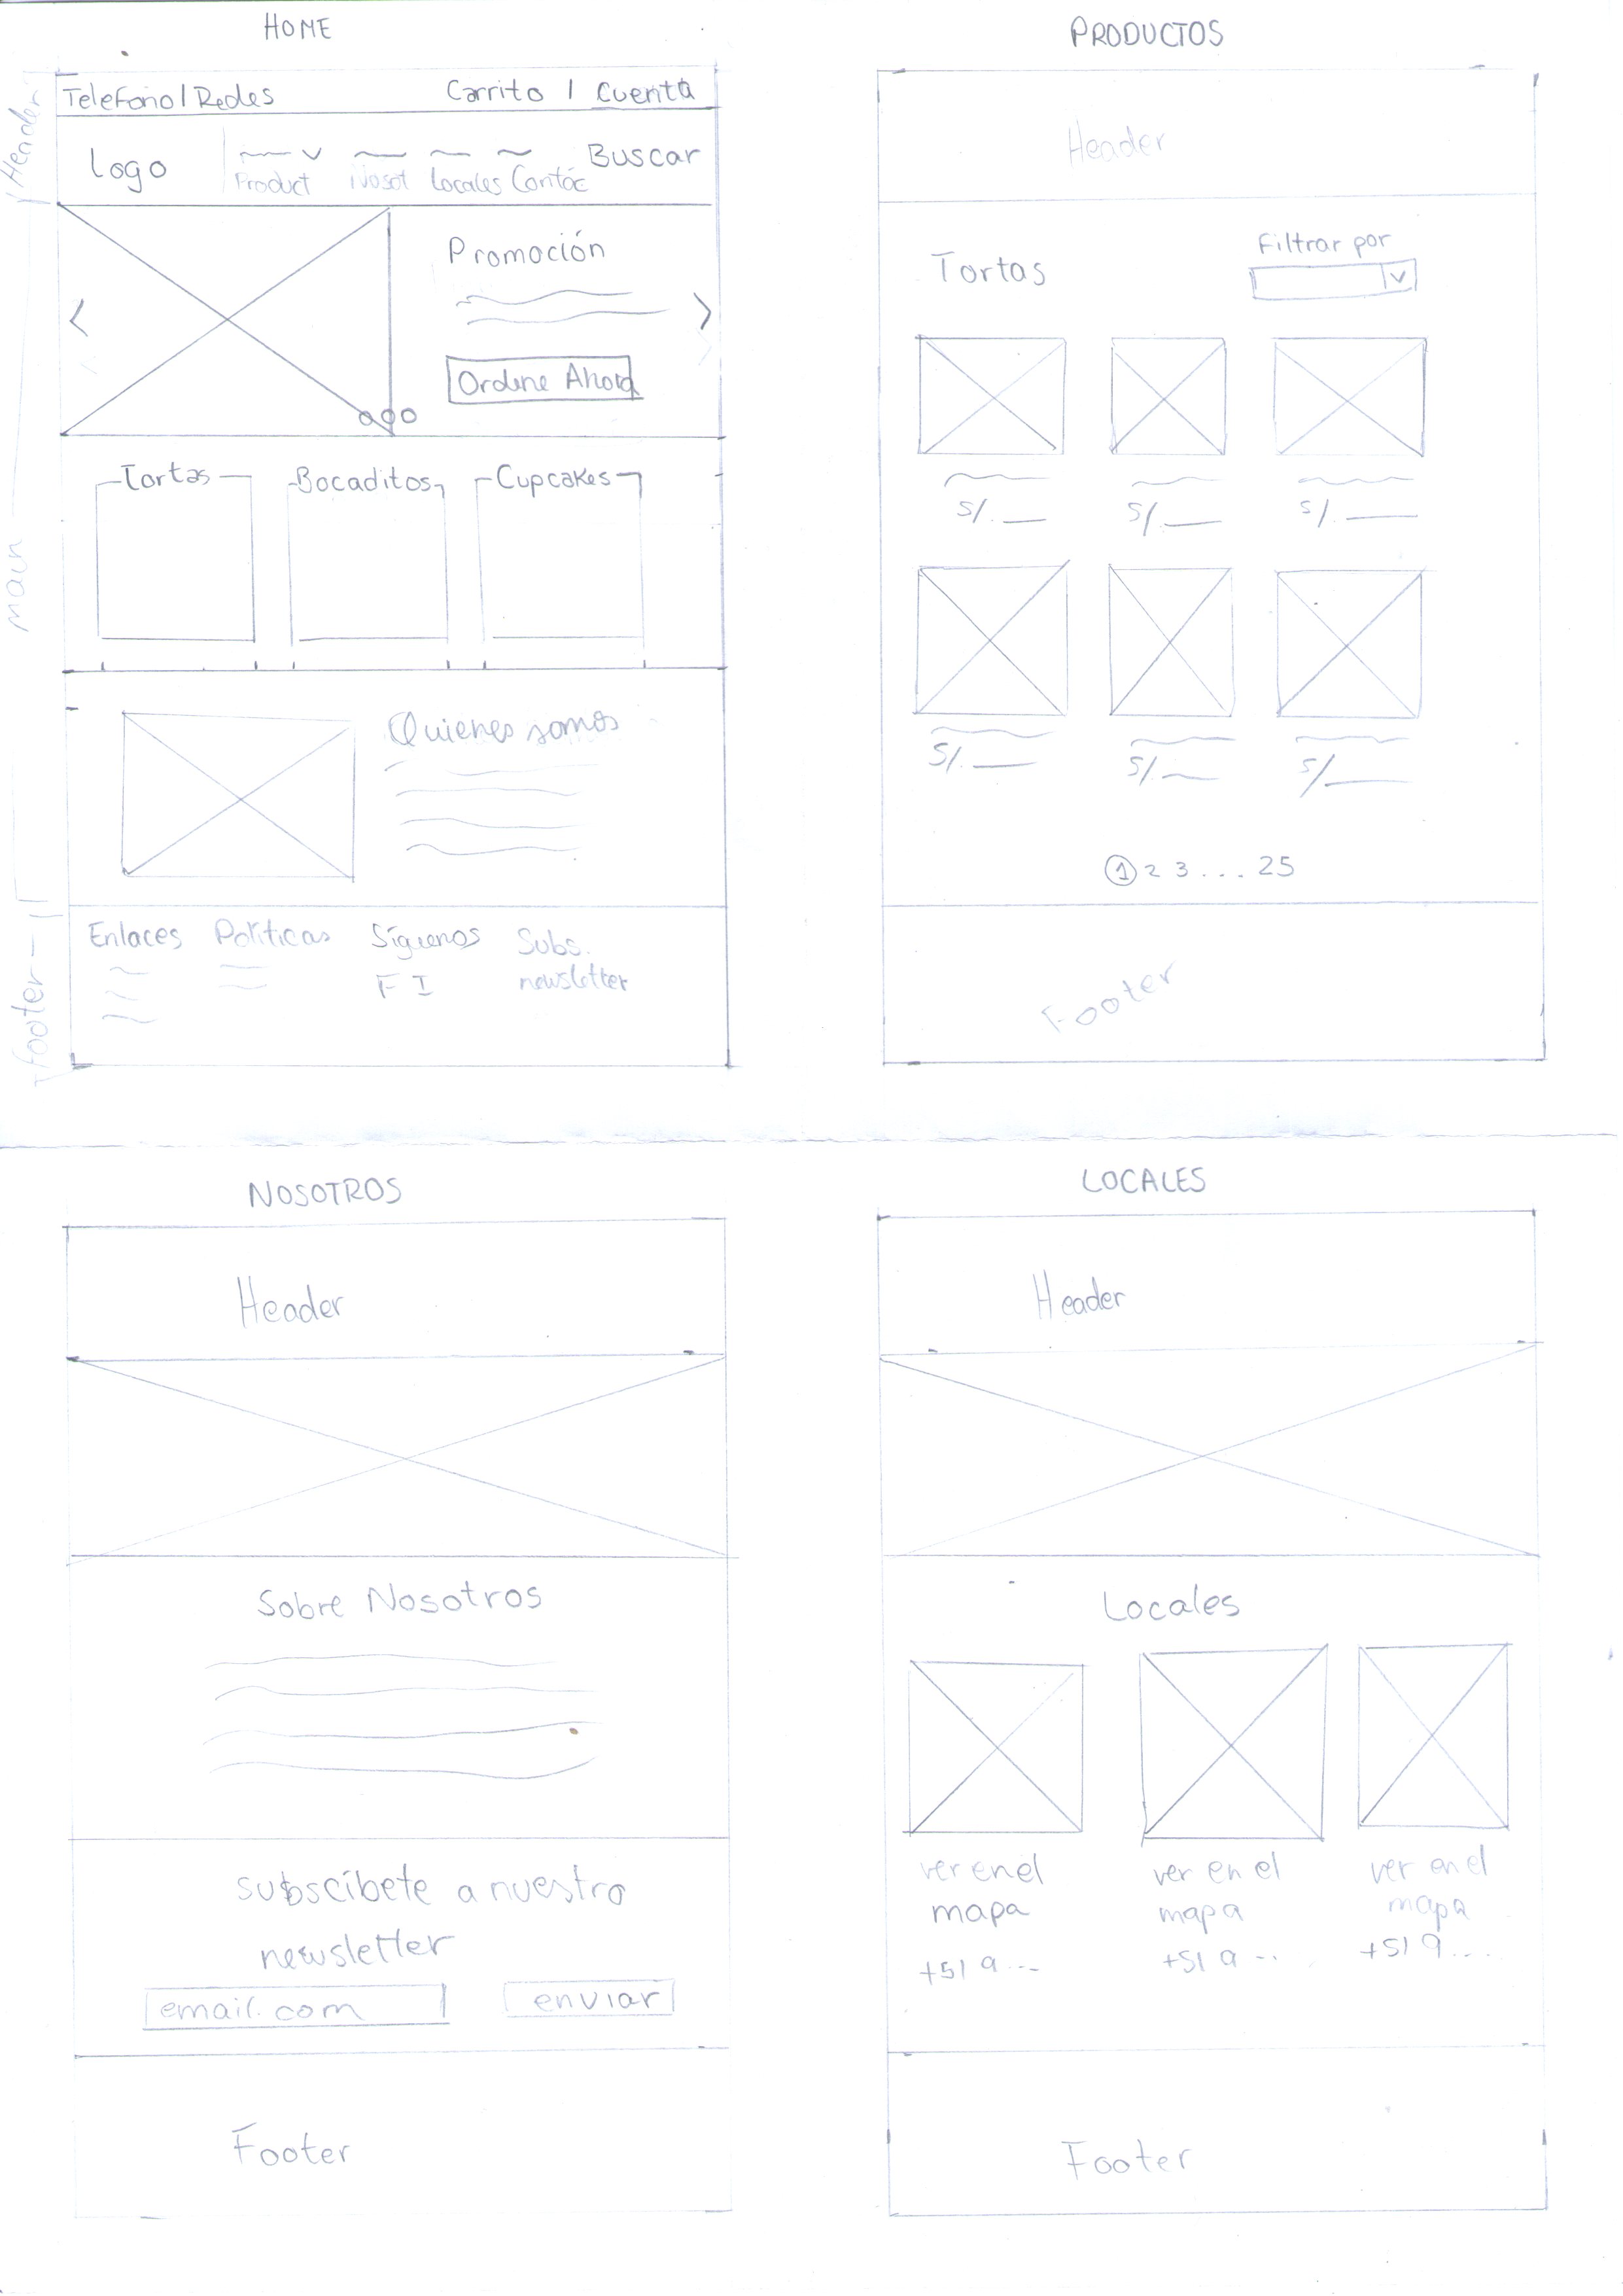 HOME
Header
Telefono | Redes
Carrito | Cuenta
Logo
Product
Nosot
Locales
Contác
Buscar
main
Promoción
Ordene Ahora
Tortas
Bocaditos
Cupcakes
Quienes somos
Footer
Enlaces
Políticas
Síguenos
F I
Subs.
newsletter
PRODUCTOS
Header
Tortas
Filtrar por
S/.
S/.
S/.
S/.
S/.
S/.
1 2 3 ... 25
Footer
NOSOTROS
Header
Sobre Nosotros
subscíbete a nuestro
newsletter
email.com
enviar
Footer
LOCALES
Header
Locales
ver en el
mapa
+51 9...
ver en el
mapa
+51 9...
ver en el
mapa
+51 9....
Footer